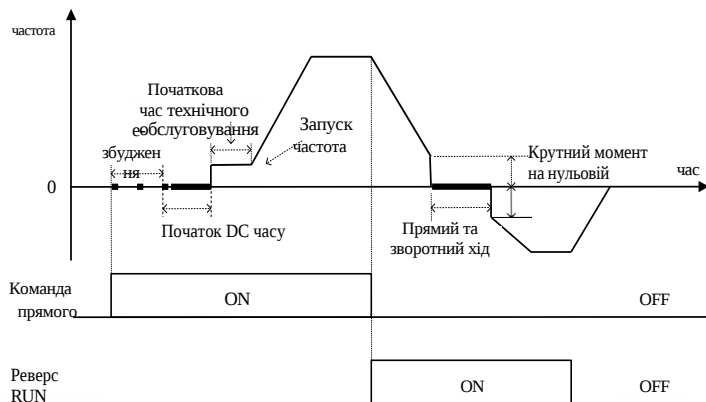 частота
Початкова
час технічного
обслуговування
збуджен
ня
Запуск
частота
Крутний момент
на нульовій
час
0
Початок DC часу
Прямий та
зворотний хід
Команда
прямого
ON
OFF
Реверс
RUN
ON
OFF